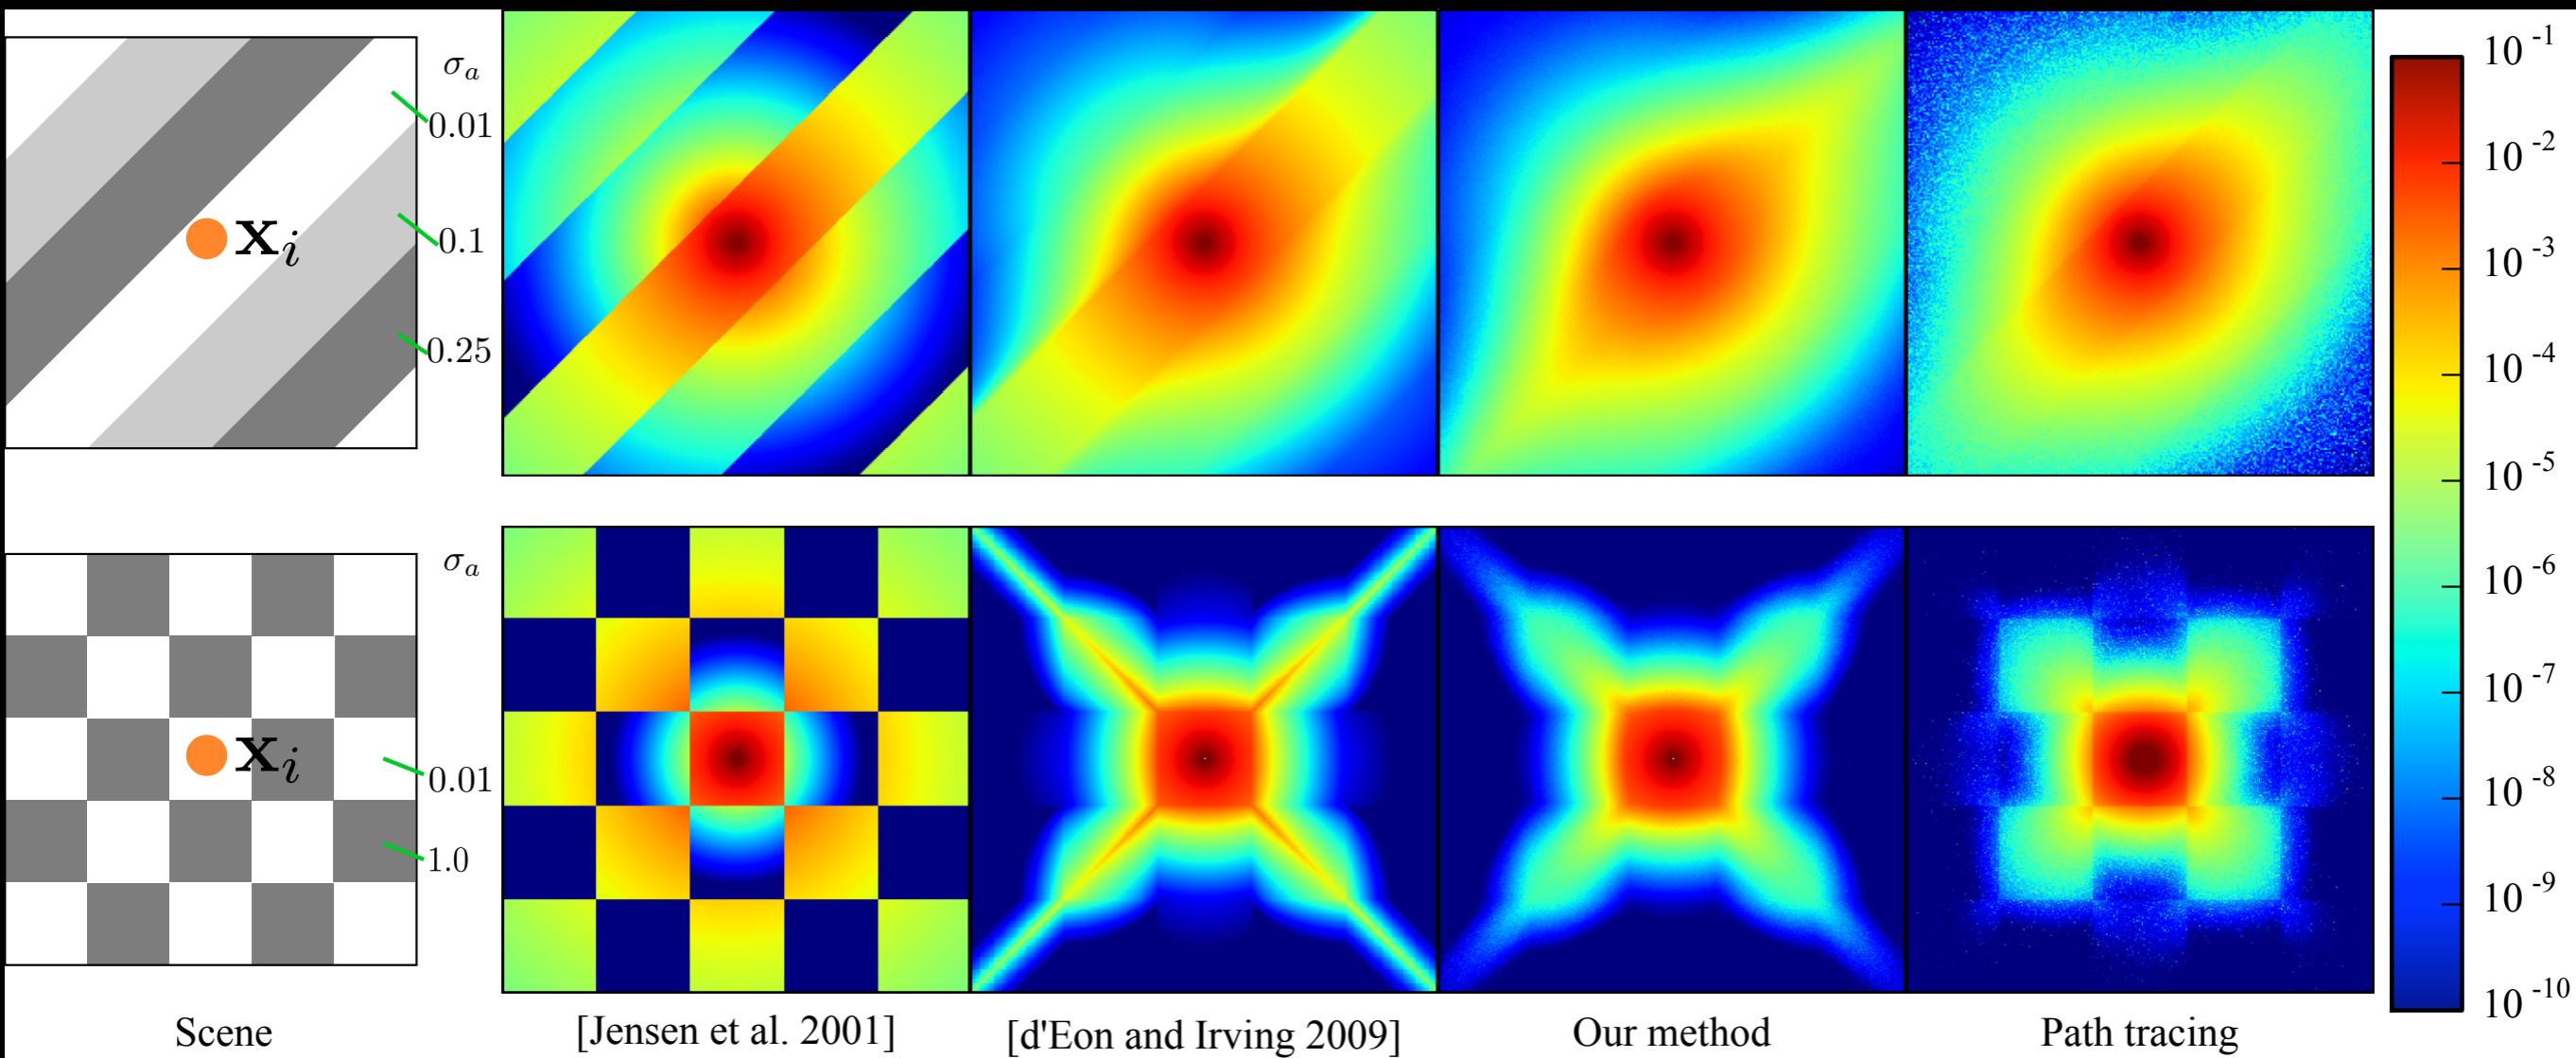 σₐ
0.01
0.1
0.25
xᵢ
σₐ
0.01
1.0
xᵢ
10⁻¹
10⁻²
10⁻³
10⁻⁴
10⁻⁵
10⁻⁶
10⁻⁷
10⁻⁸
10⁻⁹
10⁻¹⁰
Scene
[Jensen et al. 2001]
[d'Eon and Irving 2009]
Our method
Path tracing